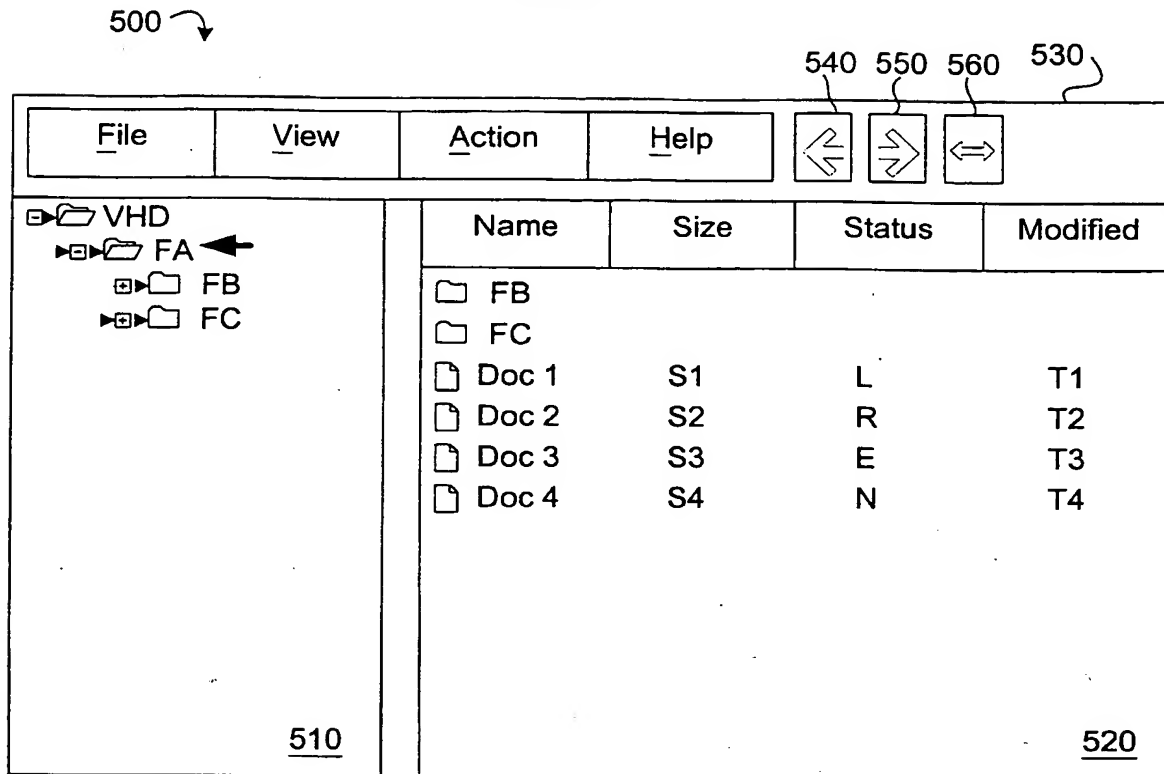 500
540 550 560 530
File View Action Help
VHD
FA
FB
FC
510
Name Size Status Modified
FB
FC
Doc 1 S1 L T1
Doc 2 S2 R T2
Doc 3 S3 E T3
Doc 4 S4 N T4
520